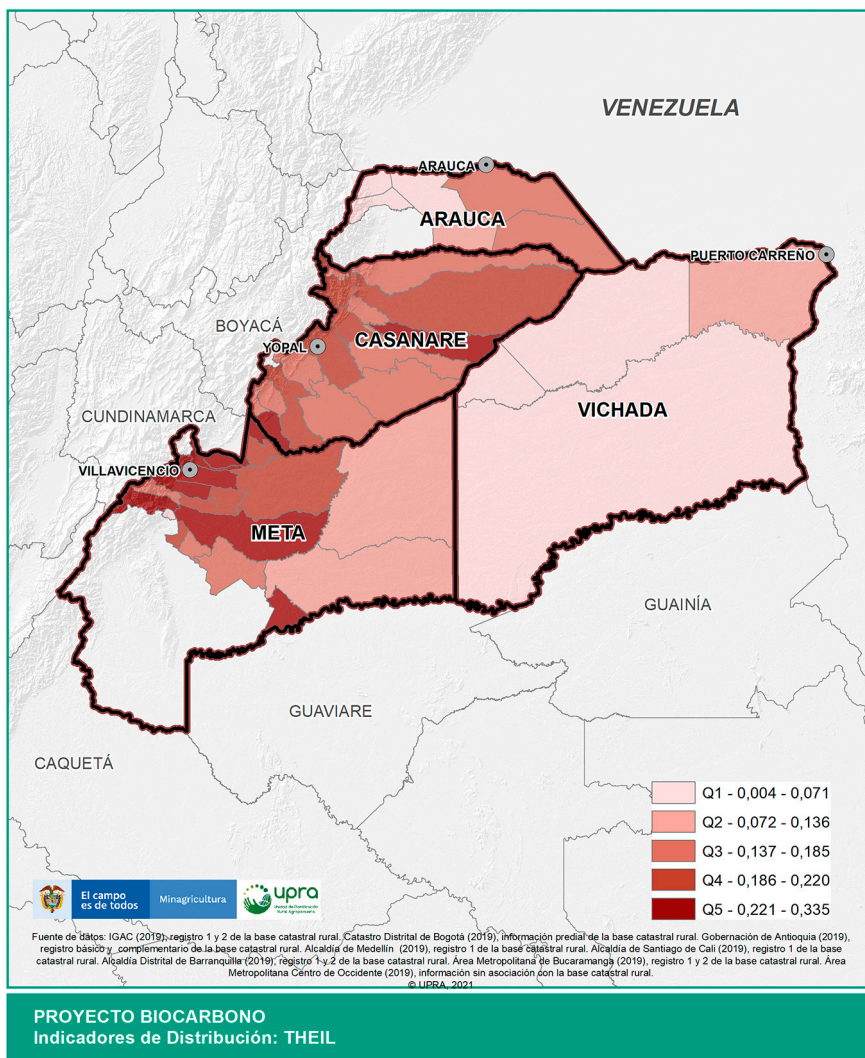 VENEZUELA
ARAUCA
ARAUCA
PUERTO CARREÑO
BOYACÁ
YOPAL
CASANARE
VICHADA
CUNDINAMARCA
VILLAVICENCIO
META
GUAINÍA
GUAVIARE
CAQUETÁ
Q1 - 0,004 - 0,071
Q2 - 0,072 - 0,136
Q3 - 0,137 - 0,185
Q4 - 0,186 - 0,220
Q5 - 0,221 - 0,335
El campo
es de todos
Minagricultura
upra
Unidad de Planificación
Rural Agropecuaria
Fuente de datos: IGAC (2019), registro 1 y 2 de la base catastral rural. Catastro Distrital de Bogotá (2019), información predial de la base catastral rural. Gobernación de Antioquia (2019),
registro básico y complementario de la base catastral rural. Alcaldía de Medellín (2019), registro 1 de la base catastral rural. Alcaldía de Santiago de Cali (2019), registro 1 de la base
catastral rural. Alcaldía Distrital de Barranquilla (2019), registro 1 y 2 de la base catastral rural. Área Metropolitana de Bucaramanga (2019), registro 1 y 2 de la base catastral rural. Área
Metropolitana Centro de Occidente (2019), información sin asociación con la base catastral rural.
© UPRA, 2021
PROYECTO BIOCARBONO
Indicadores de Distribución: THEIL